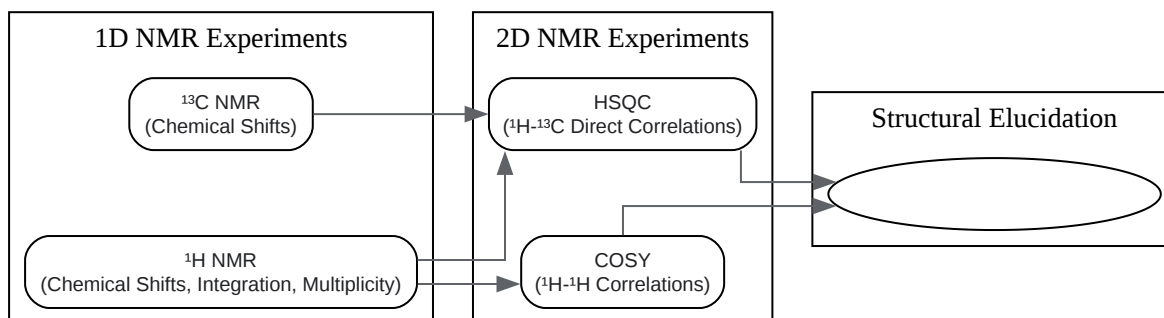 1D NMR Experiments
¹³C NMR
(Chemical Shifts)
¹H NMR
(Chemical Shifts, Integration, Multiplicity)
2D NMR Experiments
HSQC
(¹H-¹³C Direct Correlations)
COSY
(¹H-¹H Correlations)
Structural Elucidation